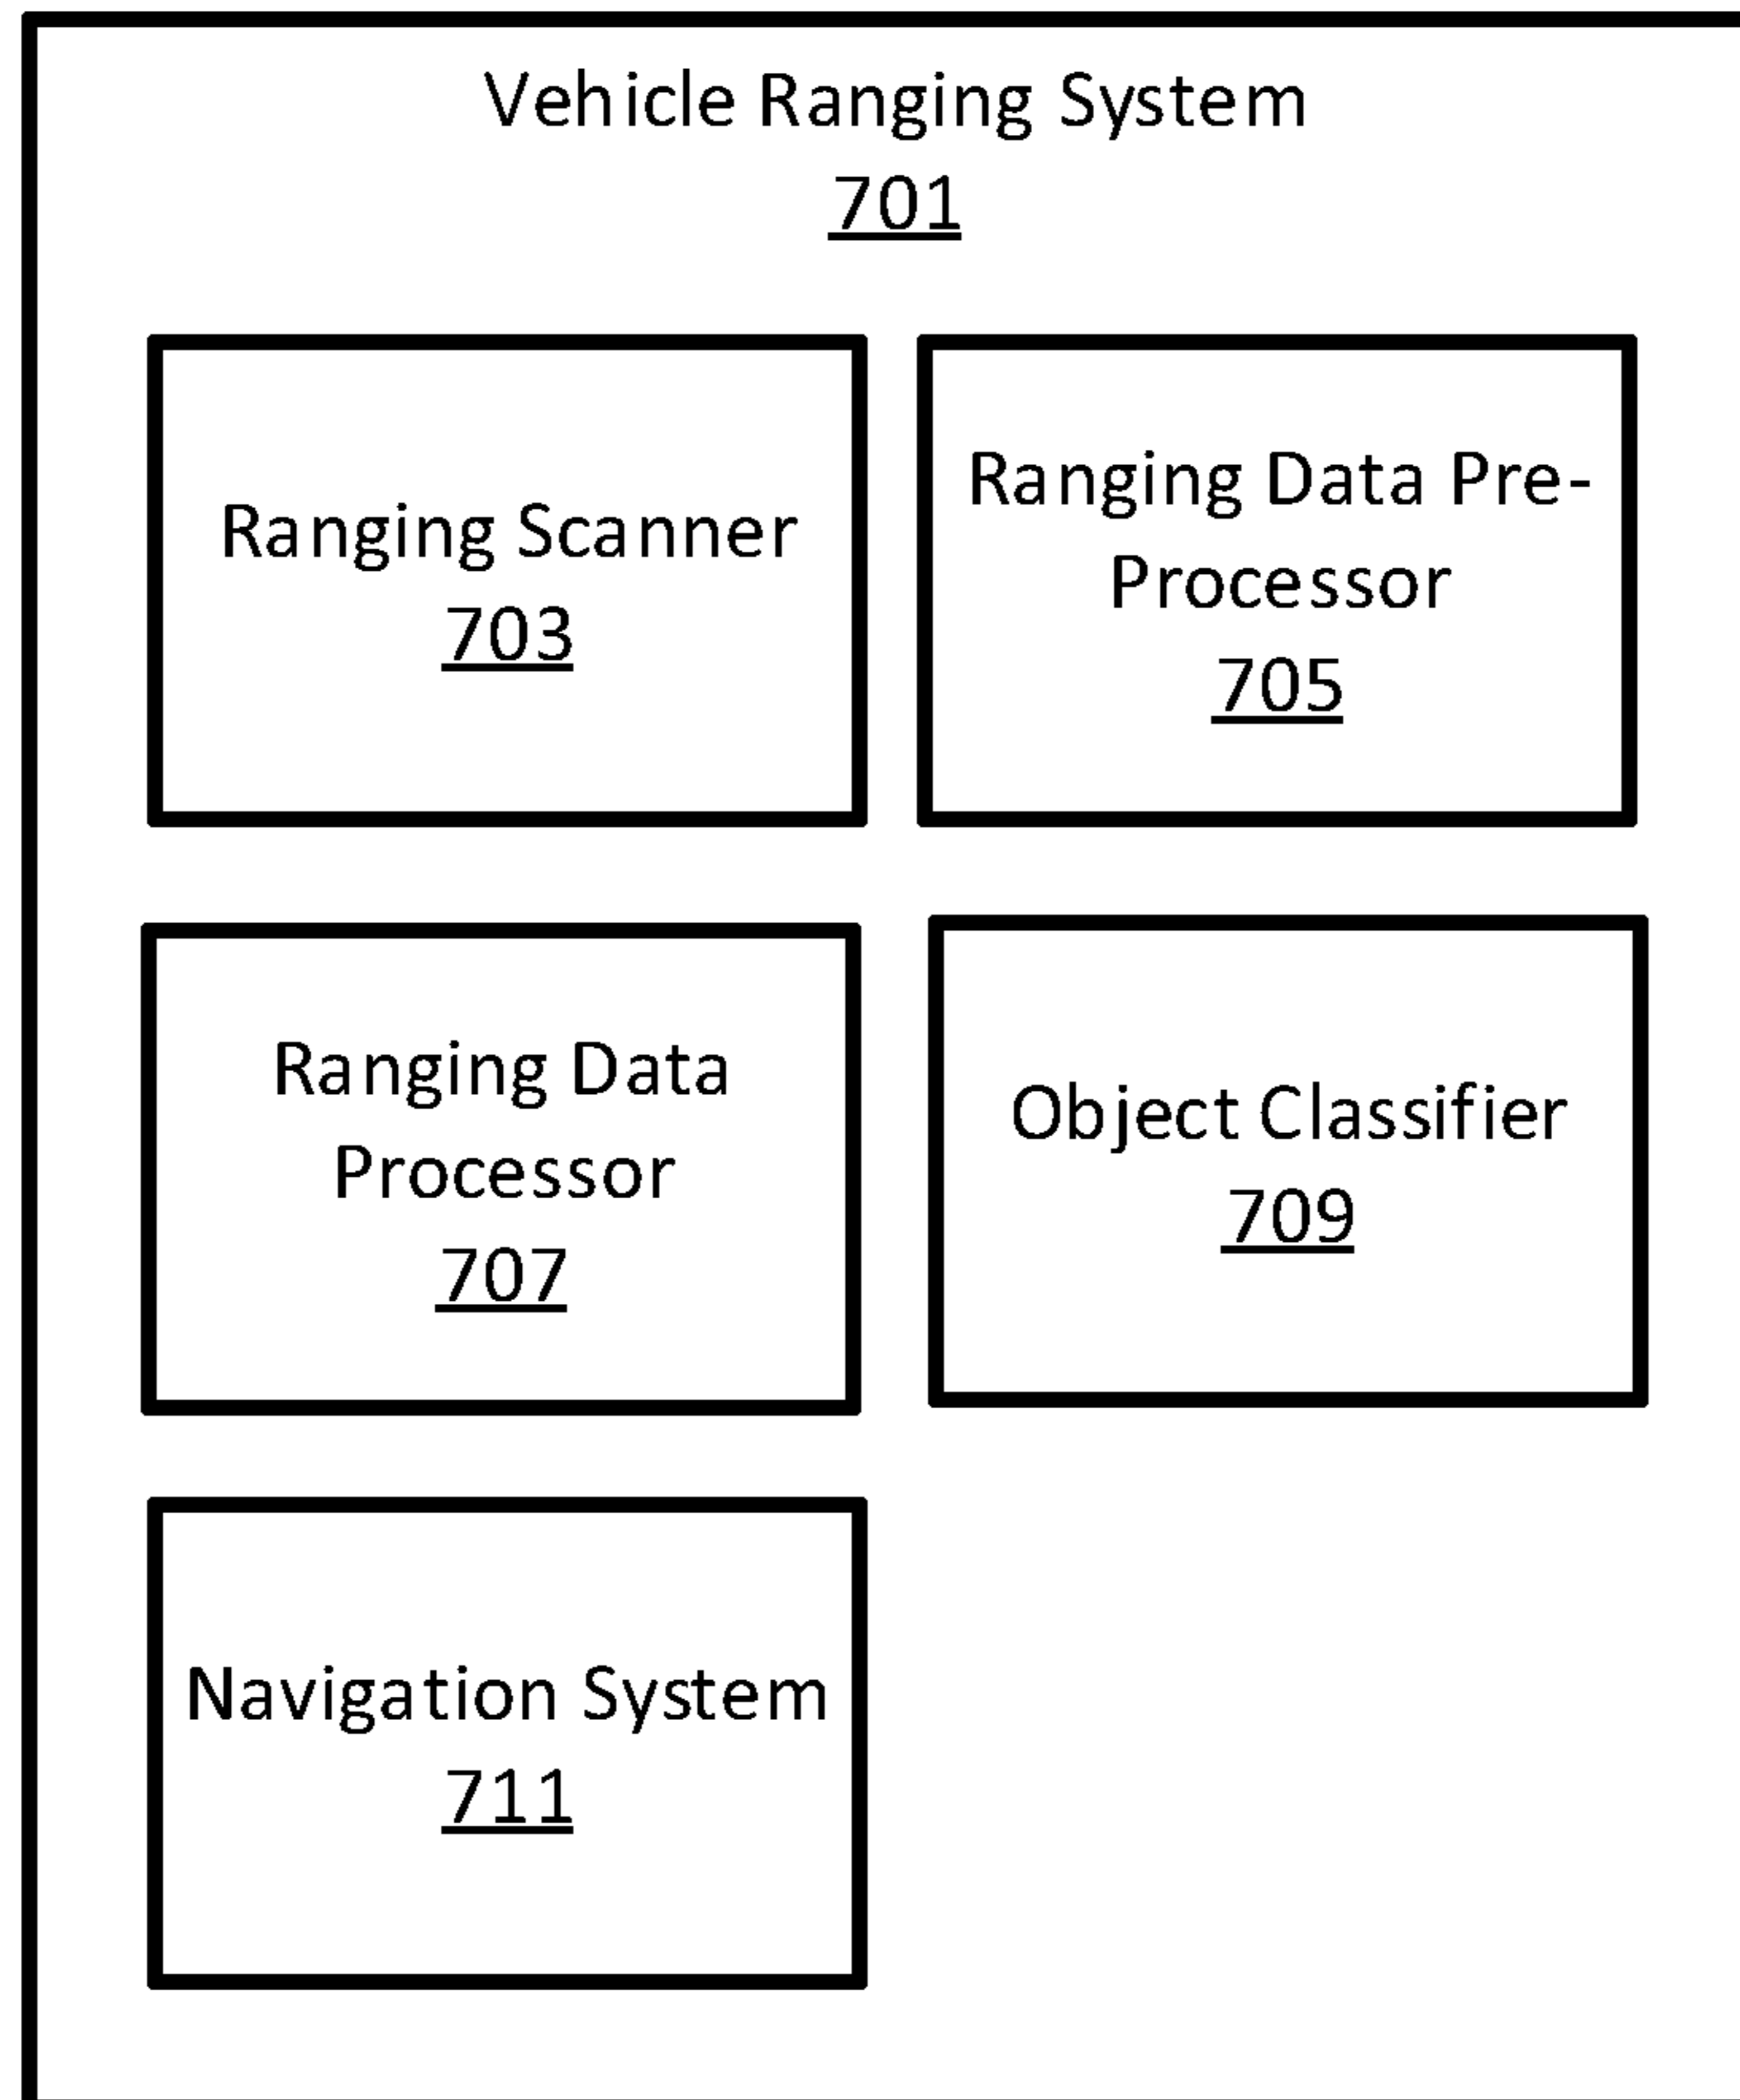 Vehicle Ranging System
701
Ranging Scanner
703
Ranging Data Pre-
Processor
705
Ranging Data
Processor
707
Object Classifier
709
Navigation System
711